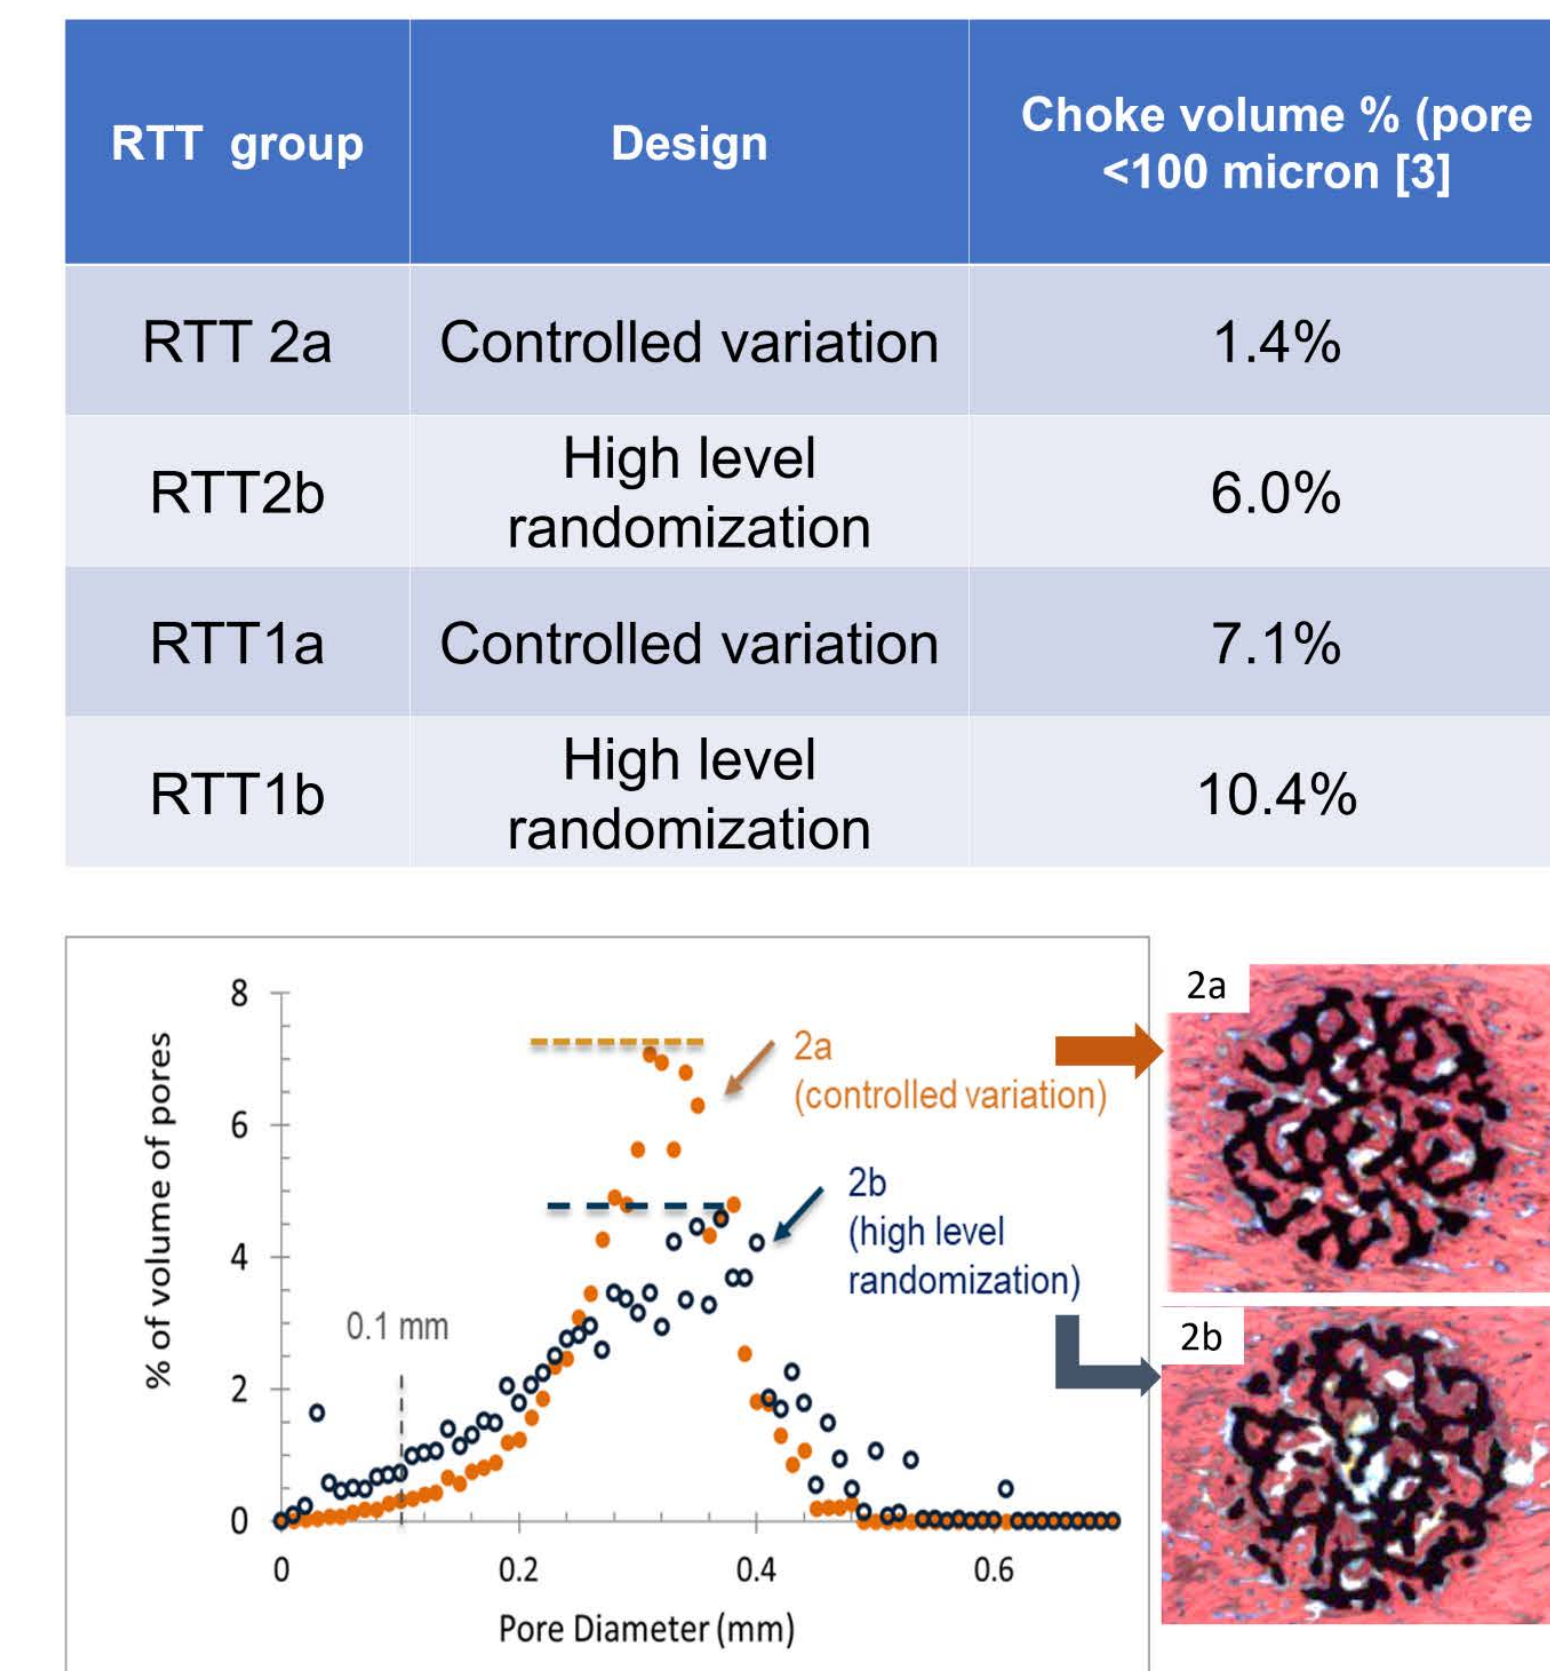 RTT group
Design
Choke volume % (pore
<100 micron [3]
RTT 2a
Controlled variation
1.4%
RTT2b
High level
randomization
6.0%
RTT1a
Controlled variation
7.1%
RTT1b
High level
randomization
10.4%
% of volume of pores
8
6
4
2
0
0
0.2
0.4
0.6
Pore Diameter (mm)
0.1 mm
2a
(controlled variation)
2b
(high level
randomization)
2a
2b